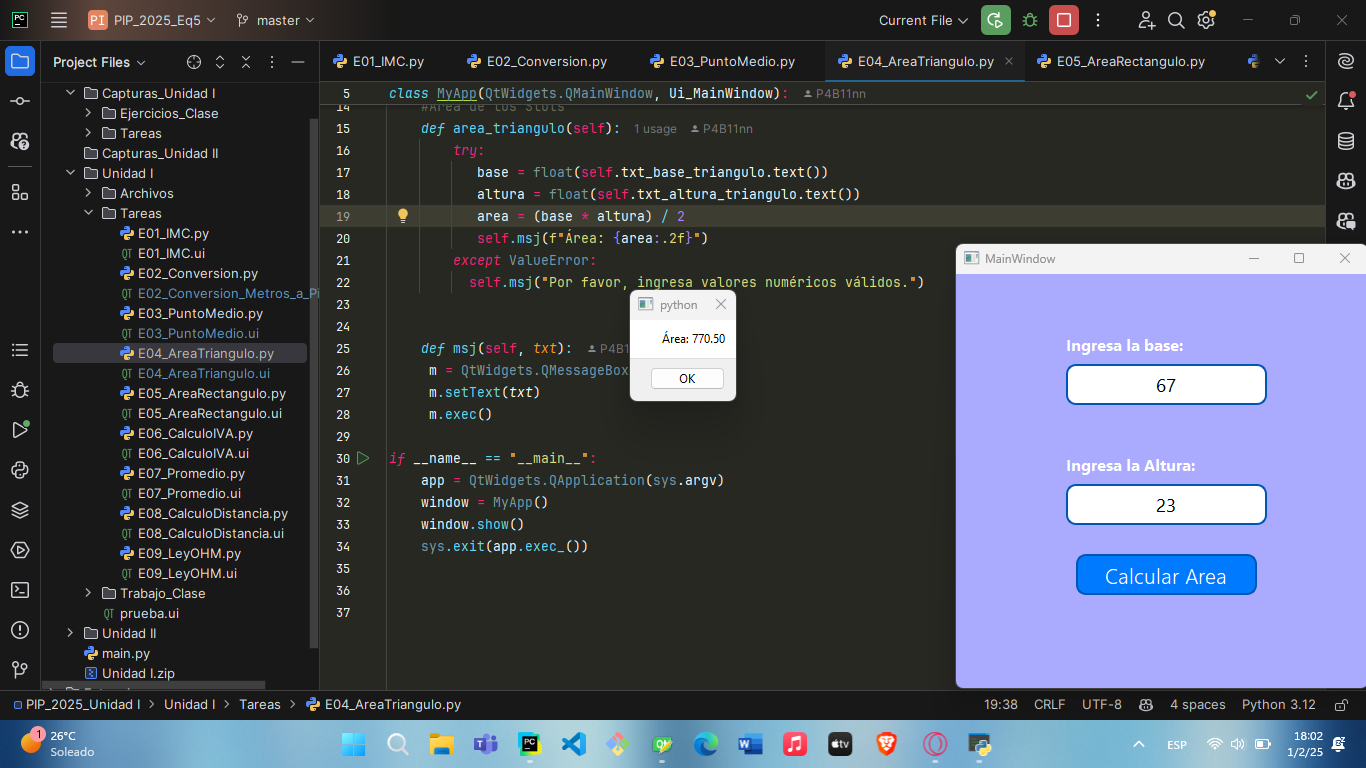 PI PIP_2025_Eq5 master Current File
Project Files
E01_IMC.py E02_Conversion.py E03_PuntoMedio.py E04_AreaTriangulo.py E05_AreaRectangulo.py
Capturas_Unidad I
Ejercicios_Clase
Tareas
Capturas_Unidad II
Unidad I
Archivos
Tareas
E01_IMC.py
E01_IMC.ui
E02_Conversion.py
E02_Conversion_Metros_a_Pi
E03_PuntoMedio.py
E03_PuntoMedio.ui
E04_AreaTriangulo.py
E04_AreaTriangulo.ui
E05_AreaRectangulo.py
E05_AreaRectangulo.ui
E06_CalculoIVA.py
E06_CalculoIVA.ui
E07_Promedio.py
E07_Promedio.ui
E08_CalculoDistancia.py
E08_CalculoDistancia.ui
E09_LeyOHM.py
E09_LeyOHM.ui
Trabajo_Clase
prueba.ui
Unidad II
main.py
Unidad I.zip
5 class MyApp(QtWidgets.QMainWindow, Ui_MainWindow): P4B11nn
14 #Área de los Slots
15 def area_triangulo(self): 1 usage P4B11nn
16 try:
17 base = float(self.txt_base_triangulo.text())
18 altura = float(self.txt_altura_triangulo.text())
19 area = (base * altura) / 2
20 self.msj(f"Área: {area:.2f}")
21 except ValueError:
22 self.msj("Por favor, ingresa valores numéricos válidos.")
23
24
25 def msj(self, txt): P4B1
26 m = QtWidgets.QMessageBox
27 m.setText(txt)
28 m.exec()
29
30 if __name__ == "__main__":
31 app = QtWidgets.QApplication(sys.argv)
32 window = MyApp()
33 window.show()
34 sys.exit(app.exec_())
35
36
37
python
Área: 770.50
OK
MainWindow
Ingresa la base:
67
Ingresa la Altura:
23
Calcular Area
PIP_2025_Unidad I Unidad I Tareas E04_AreaTriangulo.py 19:38 CRLF UTF-8 4 spaces Python 3.12
1
26°C
Soleado
ESP
18:02
1/2/25